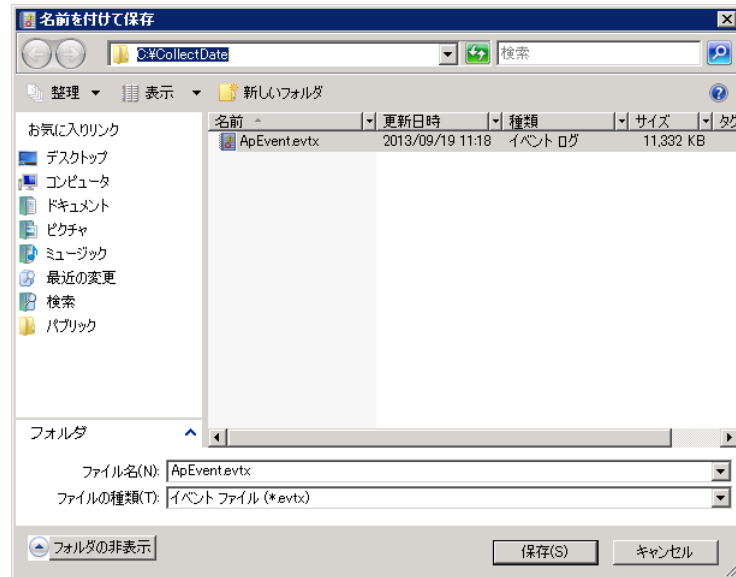 名前を付けて保存
C:¥CollectDate
検索
整理 表示 新しいフォルダ
お気に入りリンク
デスクトップ
コンピュータ
ドキュメント
ピクチャ
ミュージック
最近の変更
検索
パブリック
フォルダ
名前 更新日時 種類 サイズ タグ
ApEvent.evtx 2013/09/19 11:18 イベント ログ 11,332 KB
ファイル名(N): ApEvent.evtx
ファイルの種類(T): イベント ファイル (*.evtx)
フォルダの非表示 保存(S) キャンセル